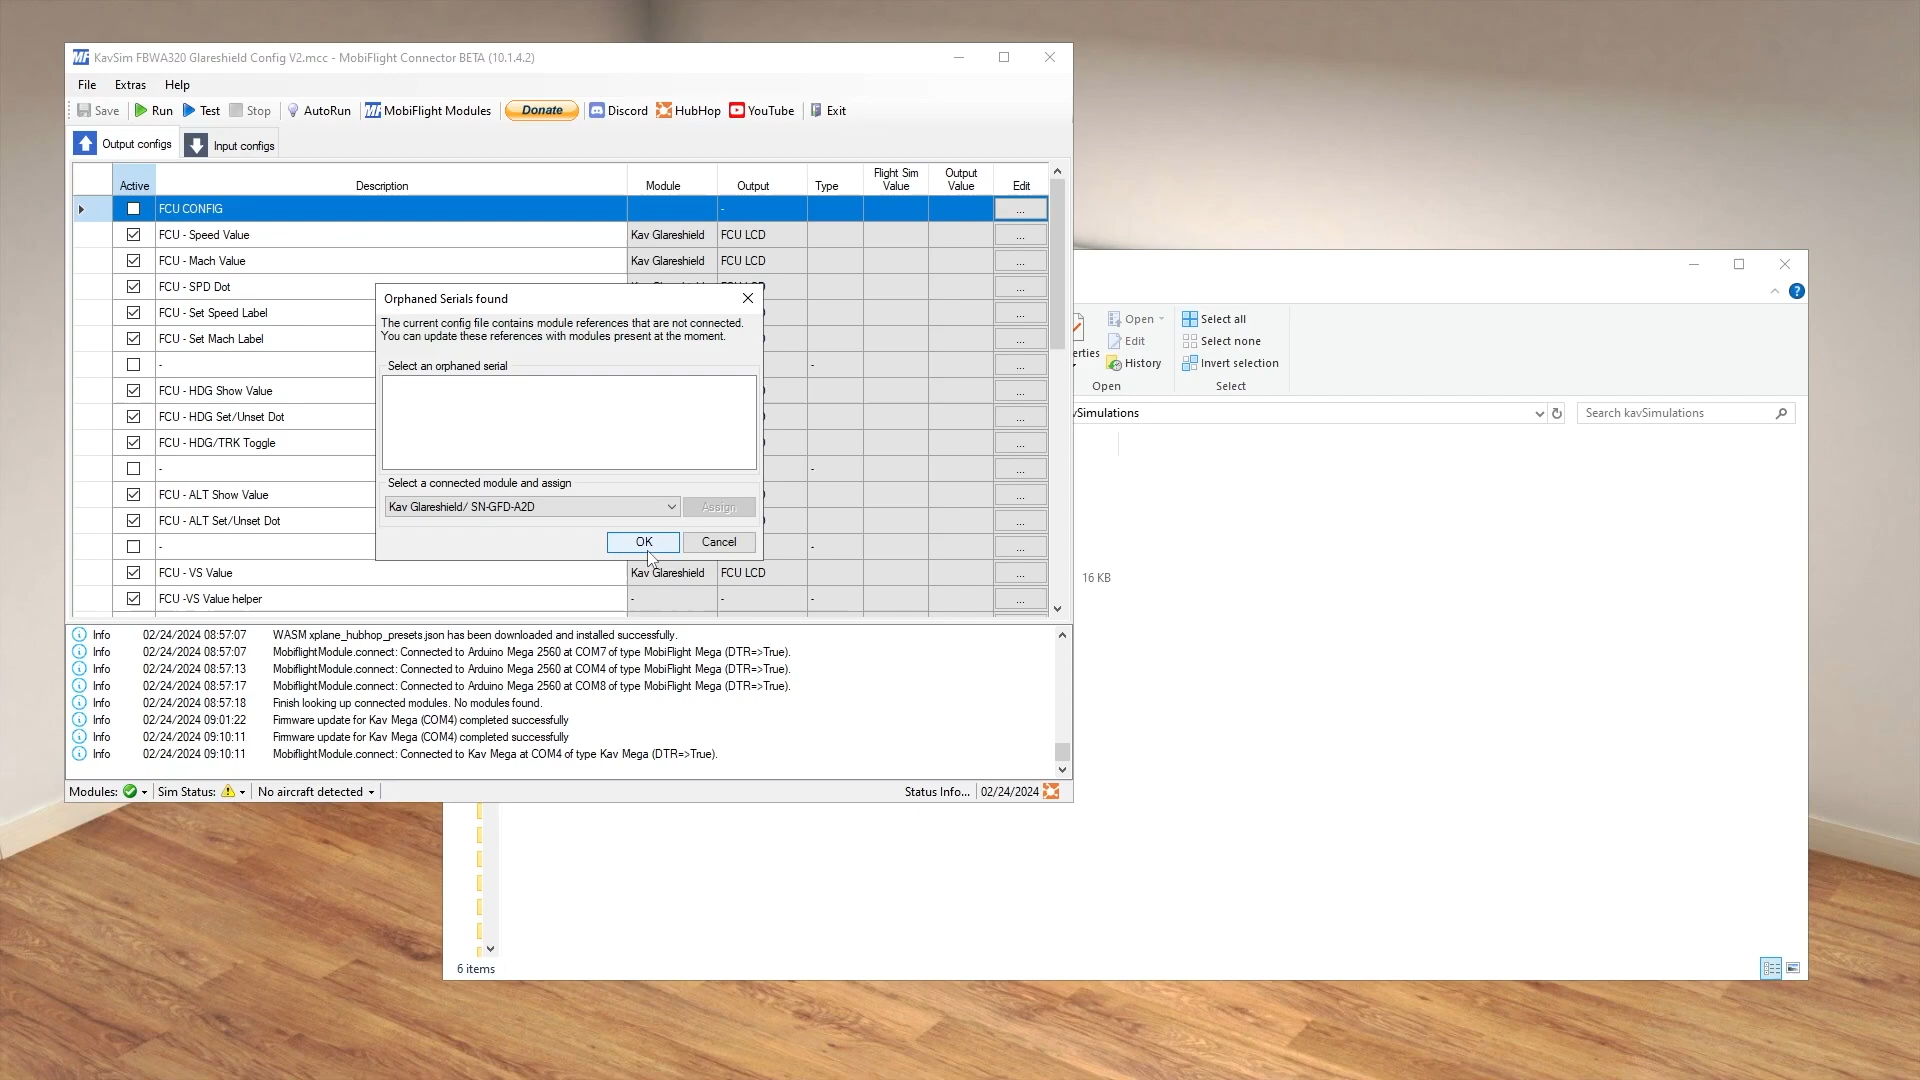 KavSim FBWA320 Glareshield Config V2.mcc - MobiFlight Connector BETA (10.1.4.2)
File Extras Help
Save Run Test Stop AutoRun MobiFlight Modules Donate Discord HubHop YouTube Exit
Output configs Input configs
Active Description Module Output Type Flight Sim Value Output Value Edit
FCU CONFIG - ...
FCU - Speed Value Kav Glareshield FCU LCD ...
FCU - Mach Value Kav Glareshield FCU LCD ...
FCU - SPD Dot ...
FCU - Set Speed Label ...
FCU - Set Mach Label ...
- - ...
FCU - HDG Show Value ...
FCU - HDG Set/Unset Dot ...
FCU - HDG/TRK Toggle ...
- - ...
FCU - ALT Show Value ...
FCU - ALT Set/Unset Dot ...
- - ...
FCU - VS Value Kav Glareshield FCU LCD ...
FCU -VS Value helper - - - ...
Orphaned Serials found
The current config file contains module references that are not connected.
You can update these references with modules present at the moment.
Select an orphaned serial
Select a connected module and assign
Kav Glareshield/ SN-GFD-A2D Assign
OK Cancel
Info 02/24/2024 08:57:07 WASM xplane_hubhop_presets.json has been downloaded and installed successfully.
Info 02/24/2024 08:57:07 MobiflightModule.connect: Connected to Arduino Mega 2560 at COM7 of type MobiFlight Mega (DTR=>True).
Info 02/24/2024 08:57:13 MobiflightModule.connect: Connected to Arduino Mega 2560 at COM4 of type MobiFlight Mega (DTR=>True).
Info 02/24/2024 08:57:17 MobiflightModule.connect: Connected to Arduino Mega 2560 at COM8 of type MobiFlight Mega (DTR=>True).
Info 02/24/2024 08:57:18 Finish looking up connected modules. No modules found.
Info 02/24/2024 09:01:22 Firmware update for Kav Mega (COM4) completed successfully
Info 02/24/2024 09:10:11 Firmware update for Kav Mega (COM4) completed successfully
Info 02/24/2024 09:10:11 MobiflightModule.connect: Connected to Kav Mega at COM4 of type Kav Mega (DTR=>True).
Modules: Sim Status: No aircraft detected Status Info... 02/24/2024
Open Select all
Edit Select none
erties History Invert selection
Open Select
vSimulations Search kavSimulations
16 KB
6 items